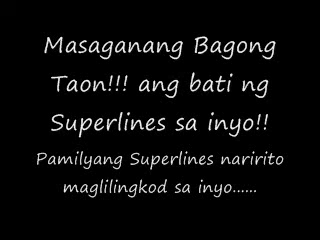 Masaganang Bagong
Taon!!! ang bati ng
Superlines sa inyo!!
Pamilyang Superlines naririto
maglilingkod sa inyo......